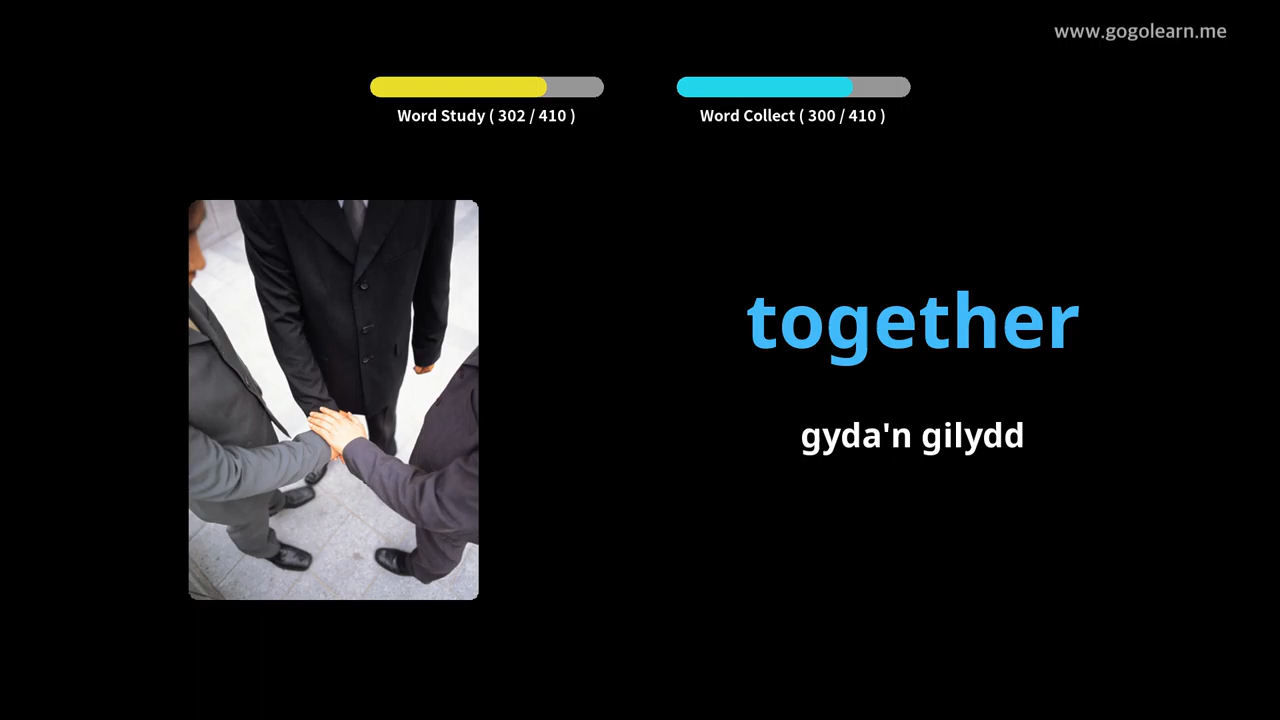 www.gogolearn.me
Word Study ( 302 / 410 )
Word Collect ( 300 / 410 )
together
gyda'n gilydd